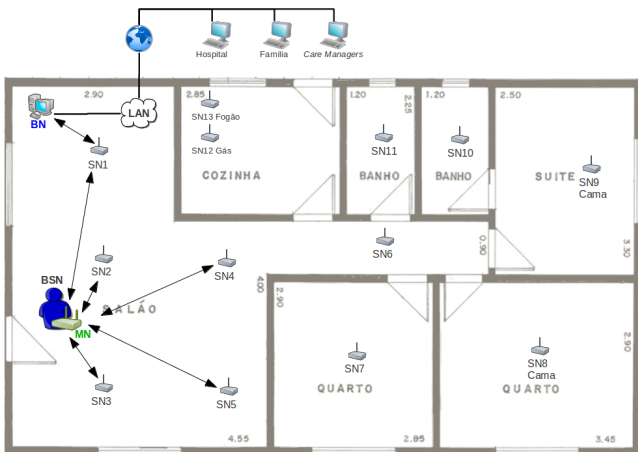 Hospital
Família
Care Managers
2.90
2.85
1.20
2.25
1.20
2.50
BN
LAN
SN13 Fogão
SN12 Gás
SN1
SN11
SN10
COZINHA
BANHO
BANHO
SUITE
SN9
Cama
SN2
SN4
SN6
0.90
3.30
BSN
4.00
2.90
SALÃO
MN
2.90
SN7
SN8
Cama
SN3
SN5
QUARTO
QUARTO
4.55
2.85
3.45